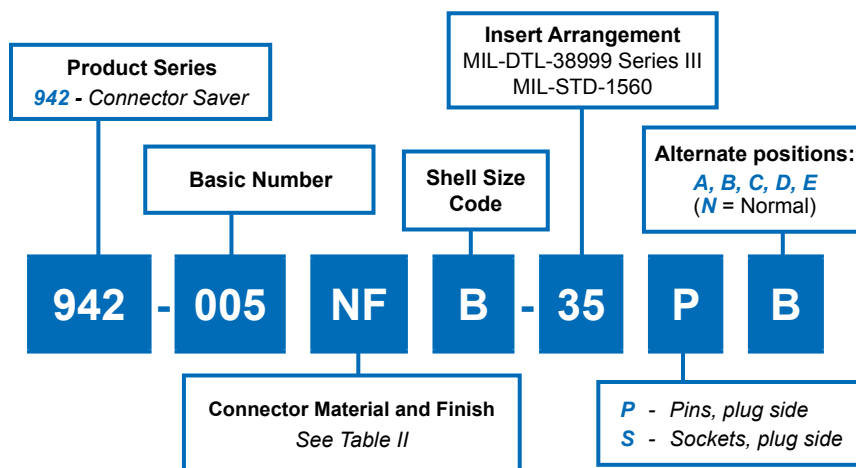 Product Series
942 - Connector Saver
Basic Number
Shell Size
Code
Insert Arrangement
MIL-DTL-38999 Series III
MIL-STD-1560
Alternate positions:
A, B, C, D, E
(N = Normal)
942 - 005 NF B - 35 P B
Connector Material and Finish
See Table II
P - Pins, plug side
S - Sockets, plug side